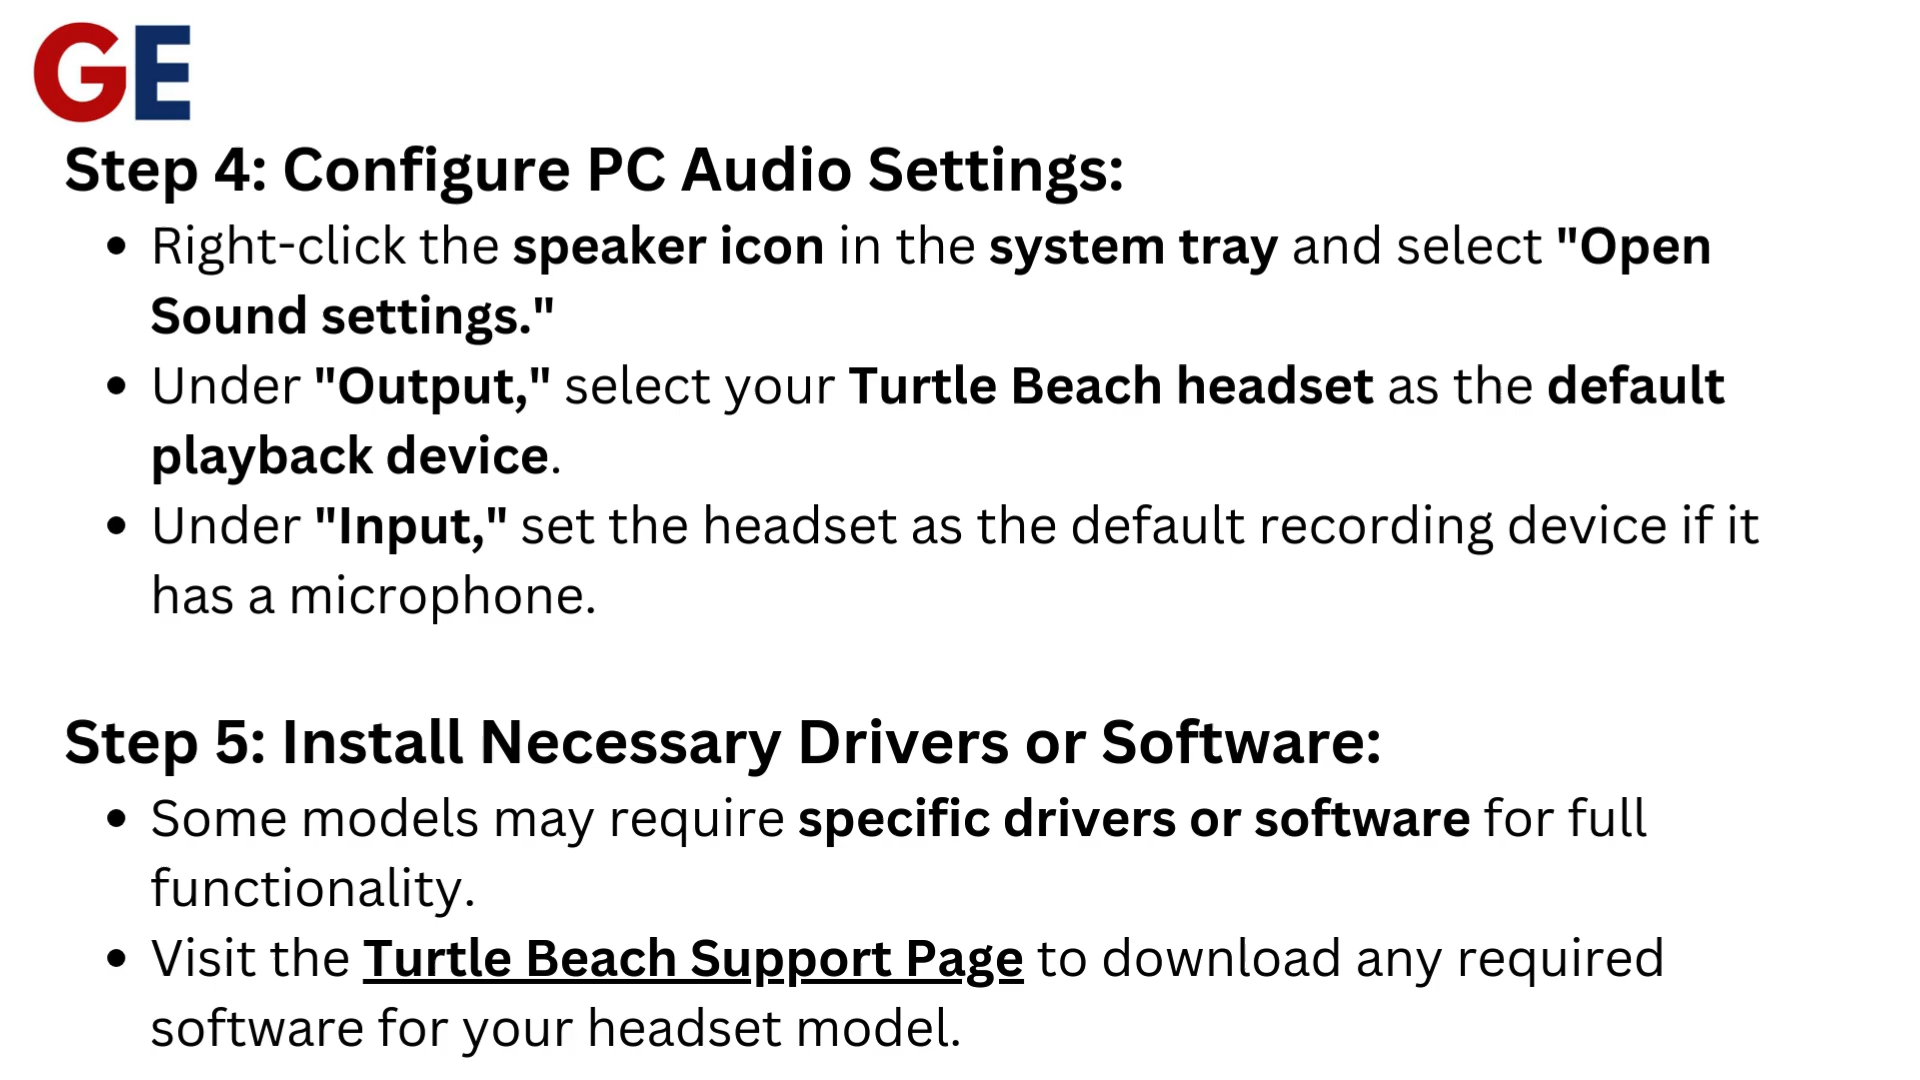 GE
Step 4: Configure PC Audio Settings:
• Right-click the speaker icon in the system tray and select "Open
Sound settings."
• Under "Output," select your Turtle Beach headset as the default
playback device.
• Under "Input," set the headset as the default recording device if it
has a microphone.
Step 5: Install Necessary Drivers or Software:
• Some models may require specific drivers or software for full
functionality.
• Visit the Turtle Beach Support Page to download any required
software for your headset model.